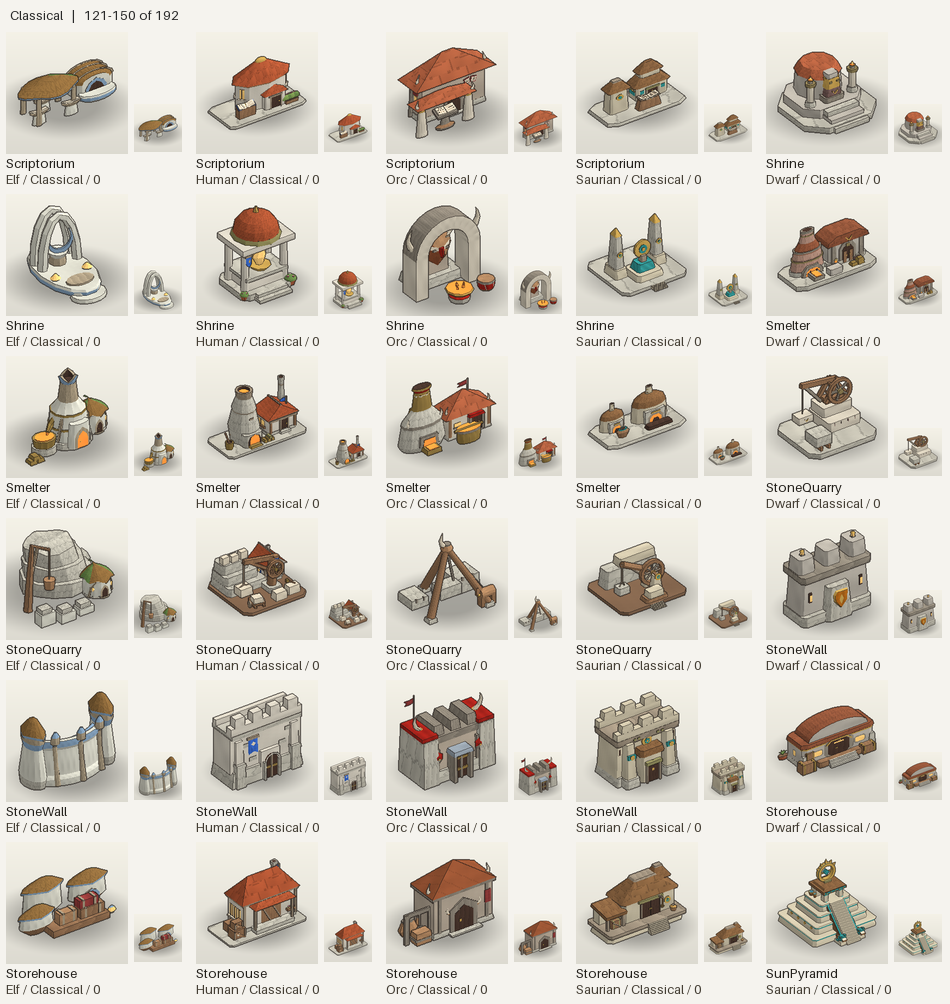 Classical | 121-150 of 192
Scriptorium
Elf / Classical / 0
Scriptorium
Human / Classical / 0
Scriptorium
Orc / Classical / 0
Scriptorium
Saurian / Classical / 0
Shrine
Dwarf / Classical / 0
Shrine
Elf / Classical / 0
Shrine
Human / Classical / 0
Shrine
Orc / Classical / 0
Shrine
Saurian / Classical / 0
Smelter
Dwarf / Classical / 0
Smelter
Elf / Classical / 0
Smelter
Human / Classical / 0
Smelter
Orc / Classical / 0
Smelter
Saurian / Classical / 0
StoneQuarry
Dwarf / Classical / 0
StoneQuarry
Elf / Classical / 0
StoneQuarry
Human / Classical / 0
StoneQuarry
Orc / Classical / 0
StoneQuarry
Saurian / Classical / 0
StoneWall
Dwarf / Classical / 0
StoneWall
Elf / Classical / 0
StoneWall
Human / Classical / 0
StoneWall
Orc / Classical / 0
StoneWall
Saurian / Classical / 0
Storehouse
Dwarf / Classical / 0
Storehouse
Elf / Classical / 0
Storehouse
Human / Classical / 0
Storehouse
Orc / Classical / 0
Storehouse
Saurian / Classical / 0
SunPyramid
Saurian / Classical / 0